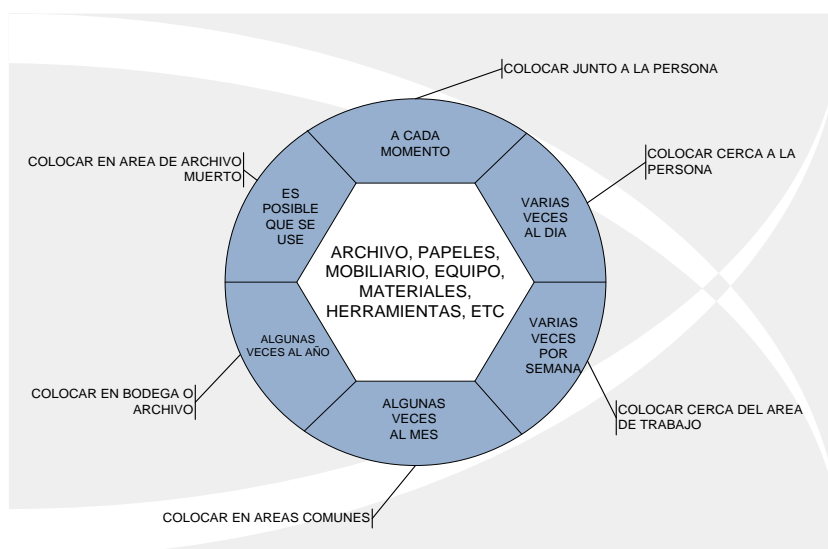 COLOCAR JUNTO A LA PERSONA
A CADA
MOMENTO
COLOCAR CERCA A LA
PERSONA
VARIAS
VECES
AL DIA
VARIAS
VECES
POR
SEMANA
COLOCAR CERCA DEL AREA
DE TRABAJO
ALGUNAS
VECES
AL MES
COLOCAR EN AREAS COMUNES
ALGUNAS
VECES AL AÑO
COLOCAR EN BODEGA O
ARCHIVO
ES
POSIBLE
QUE SE
USE
COLOCAR EN AREA DE ARCHIVO
MUERTO
ARCHIVO, PAPELES,
MOBILIARIO, EQUIPO,
MATERIALES,
HERRAMIENTAS, ETC